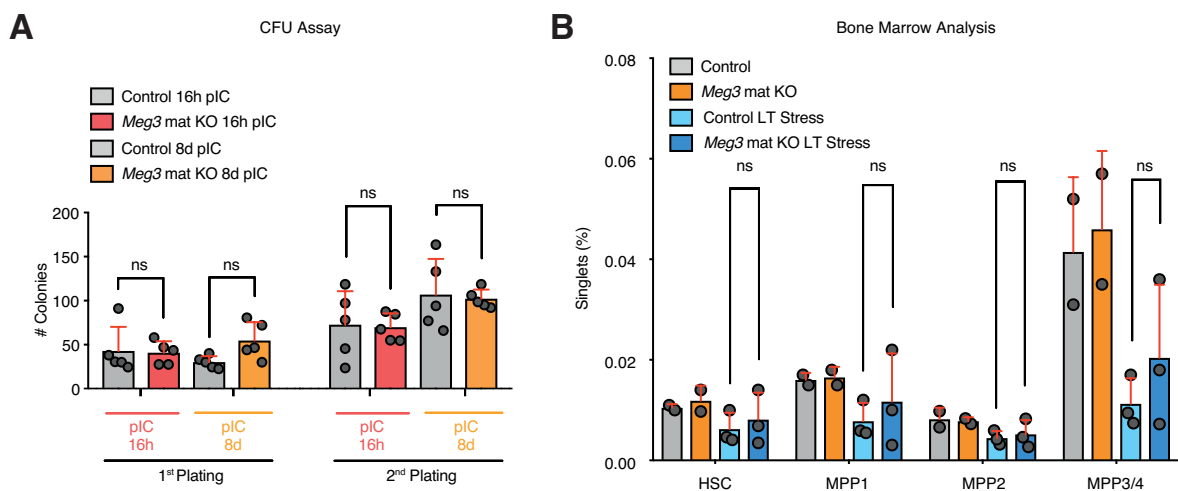 A
CFU Assay
Control 16h pIC
Meg3 mat KO 16h pIC
Control 8d pIC
Meg3 mat KO 8d pIC
# Colonies
200
150
100
50
0
ns
ns
ns
ns
pIC
16h
pIC
8d
pIC
16h
pIC
8d
1st Plating
2nd Plating
B
Bone Marrow Analysis
Control
Meg3 mat KO
Control LT Stress
Meg3 mat KO LT Stress
Singlets (%)
0.08
0.06
0.04
0.02
0.00
ns
ns
ns
ns
HSC
MPP1
MPP2
MPP3/4